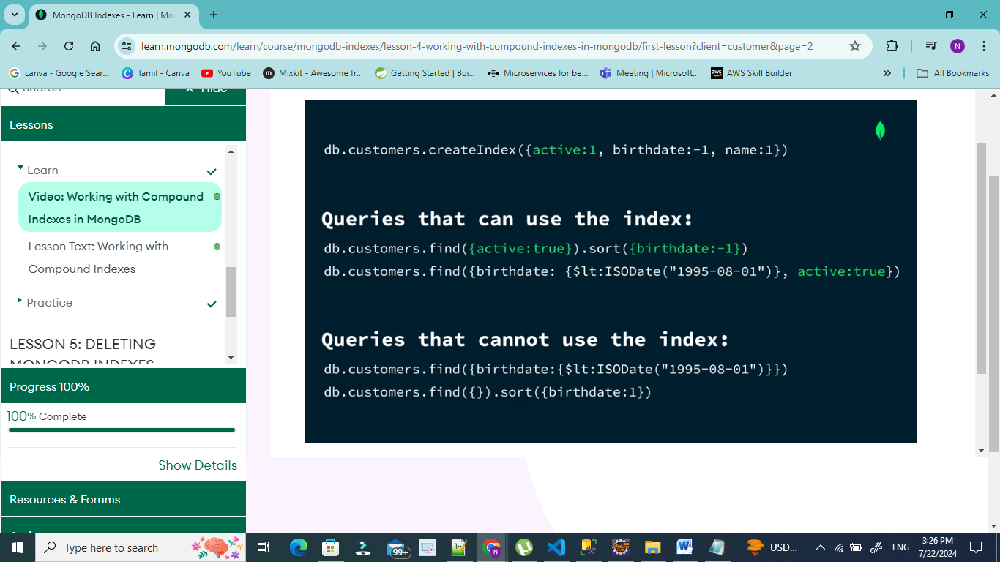 MongoDB Indexes - Learn | Mo
learn.mongodb.com/learn/course/mongodb-indexes/lesson-4-working-with-compound-indexes-in-mongodb/first-lesson?client=customer&page=2
N
canva - Google Sear...
Tamil - Canva
YouTube
Mixkit - Awesome fr...
Getting Started | Bui...
Microservices for be...
Meeting | Microsoft...
AWS Skill Builder
All Bookmarks
Search
Hide
Lessons
Learn
Video: Working with Compound
Indexes in MongoDB
Lesson Text: Working with
Compound Indexes
Practice
LESSON 5: DELETING
MONGODB INDEXES
Progress 100%
100% Complete
Show Details
Resources & Forums
db.customers.createIndex({active:1, birthdate:-1, name:1})
Queries that can use the index:
db.customers.find({active:true}).sort({birthdate:-1})
db.customers.find({birthdate: {$lt:ISODate("1995-08-01")}, active:true})
Queries that cannot use the index:
db.customers.find({birthdate:{$lt:ISODate("1995-08-01")}})
db.customers.find({}).sort({birthdate:1})
Type here to search
99+
USD...
ENG
3:26 PM
7/22/2024